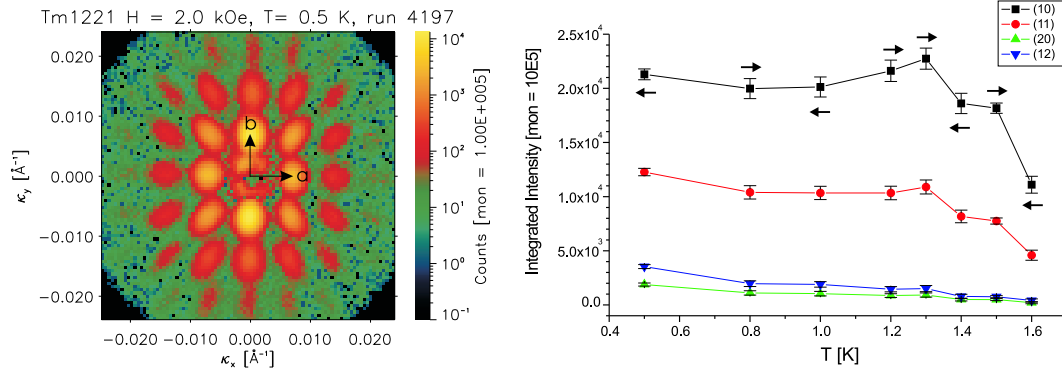 Tm1221 H = 2.0 kOe, T= 0.5 K, run 4197
0.020
0.010
0.000
-0.010
-0.020
κy [Å⁻¹]
b
a
-0.020 -0.010 0.000 0.010 0.020
κx [Å⁻¹]
10⁴
10³
10²
10¹
10⁰
10⁻¹
Counts [mon = 1.00E+005]
(10)
(11)
(20)
(12)
2.5x10⁴
2.0x10⁴
1.5x10⁴
1.0x10⁴
5.0x10³
0.0
Integrated Intensity [mon = 10E5]
0.4 0.6 0.8 1.0 1.2 1.4 1.6
T [K]